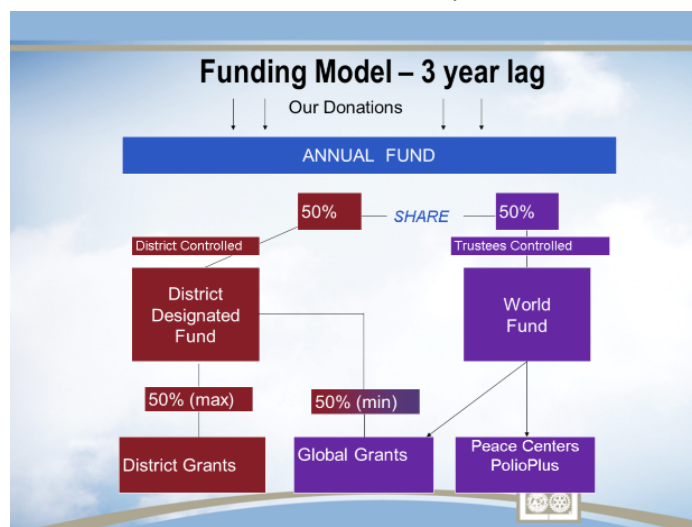 Funding Model – 3 year lag
Our Donations
ANNUAL FUND
50%
SHARE
50%
District Controlled
Trustees Controlled
District
Designated
Fund
World
Fund
50% (max)
50% (min)
District Grants
Global Grants
Peace Centers
PolioPlus